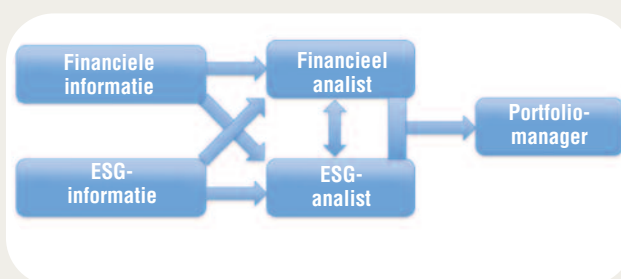 Financiele
informatie
Financieel
analist
Portfolio-
manager
ESG-
informatie
ESG-
analist